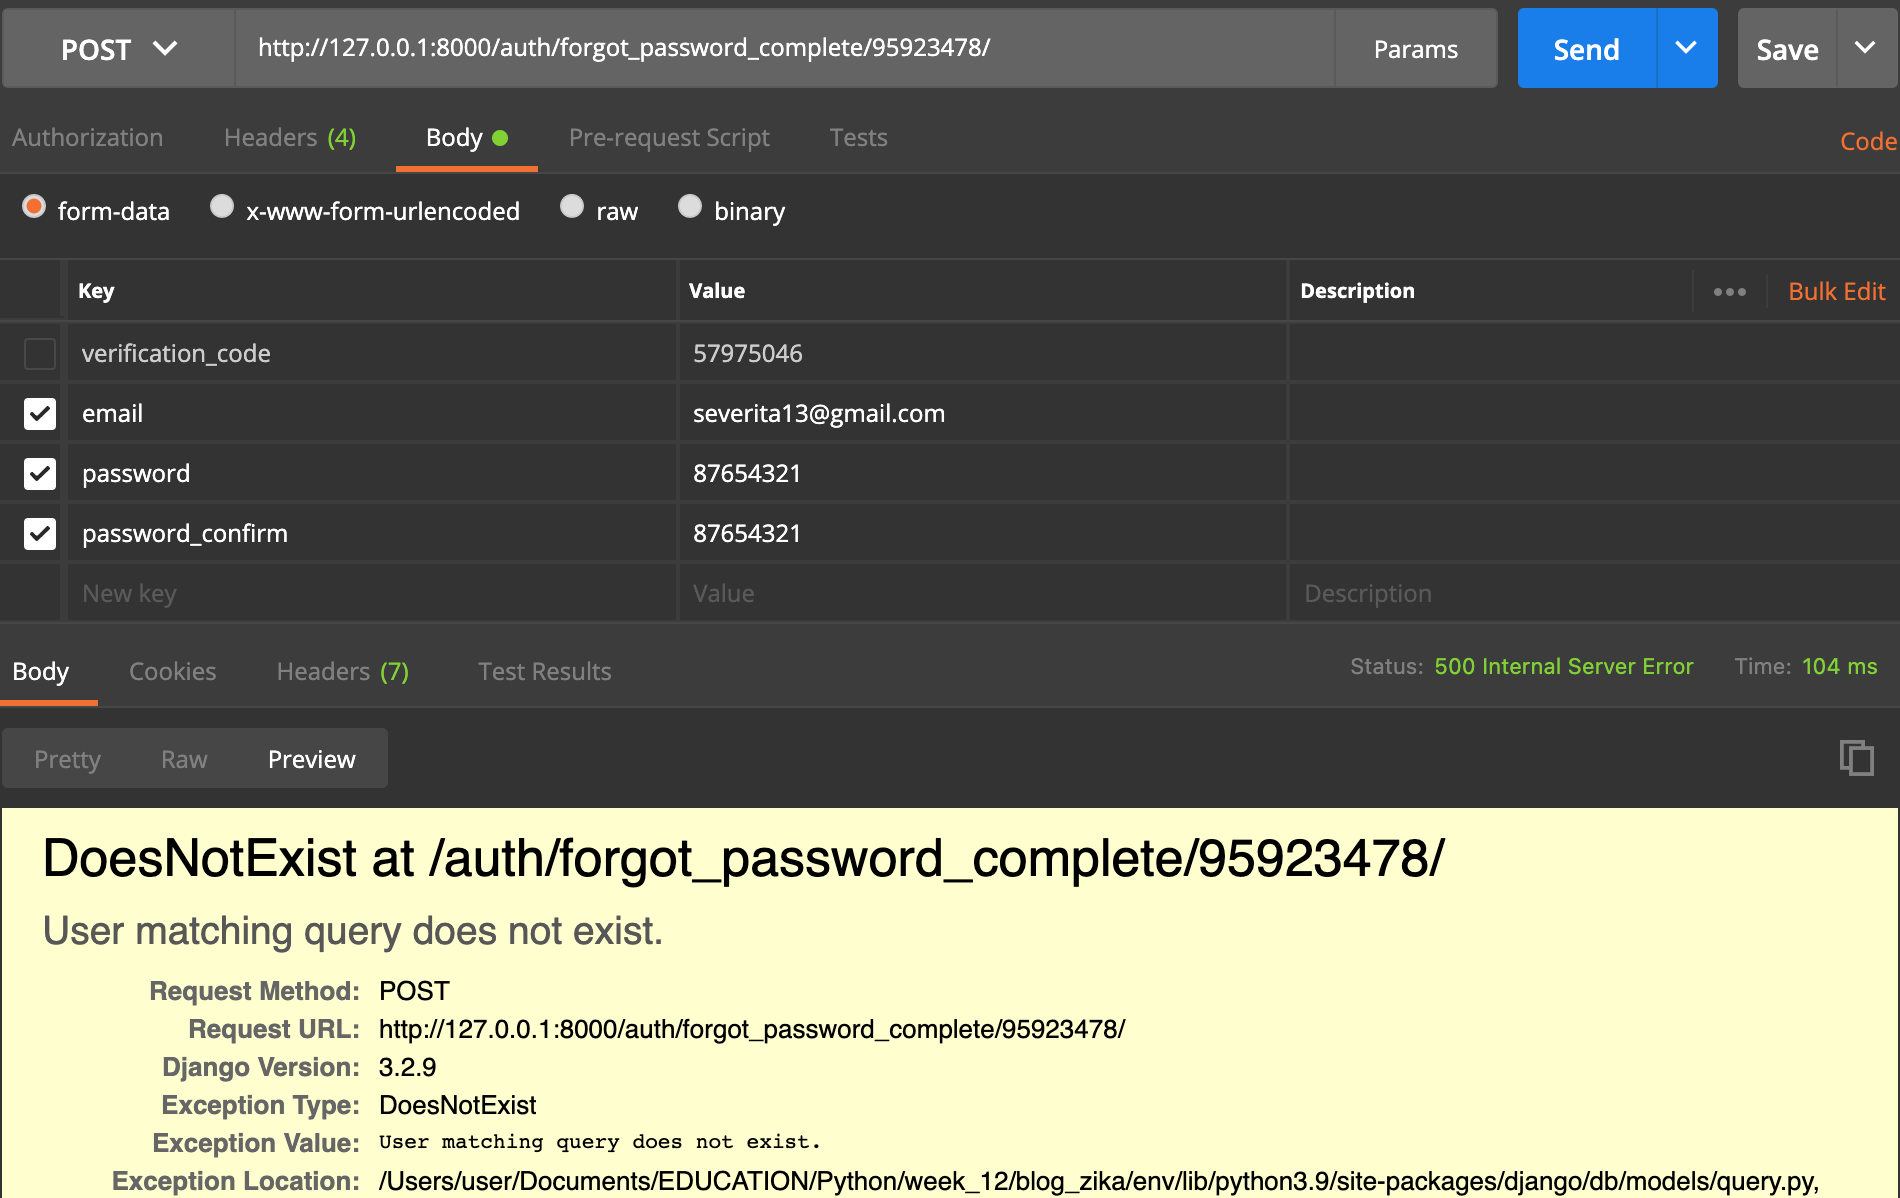 POST http://127.0.0.1:8000/auth/forgot_password_complete/95923478/ Params Send Save
Authorization Headers (4) Body Pre-request Script Tests Code
form-data x-www-form-urlencoded raw binary
Key Value Description ••• Bulk Edit
verification_code 57975046
email severita13@gmail.com
password 87654321
password_confirm 87654321
New key Value Description
Body Cookies Headers (7) Test Results Status: 500 Internal Server Error Time: 104 ms
Pretty Raw Preview
DoesNotExist at /auth/forgot_password_complete/95923478/
User matching query does not exist.
Request Method: POST
Request URL: http://127.0.0.1:8000/auth/forgot_password_complete/95923478/
Django Version: 3.2.9
Exception Type: DoesNotExist
Exception Value: User matching query does not exist.
Exception Location: /Users/user/Documents/EDUCATION/Python/week_12/blog_zika/env/lib/python3.9/site-packages/django/db/models/query.py,